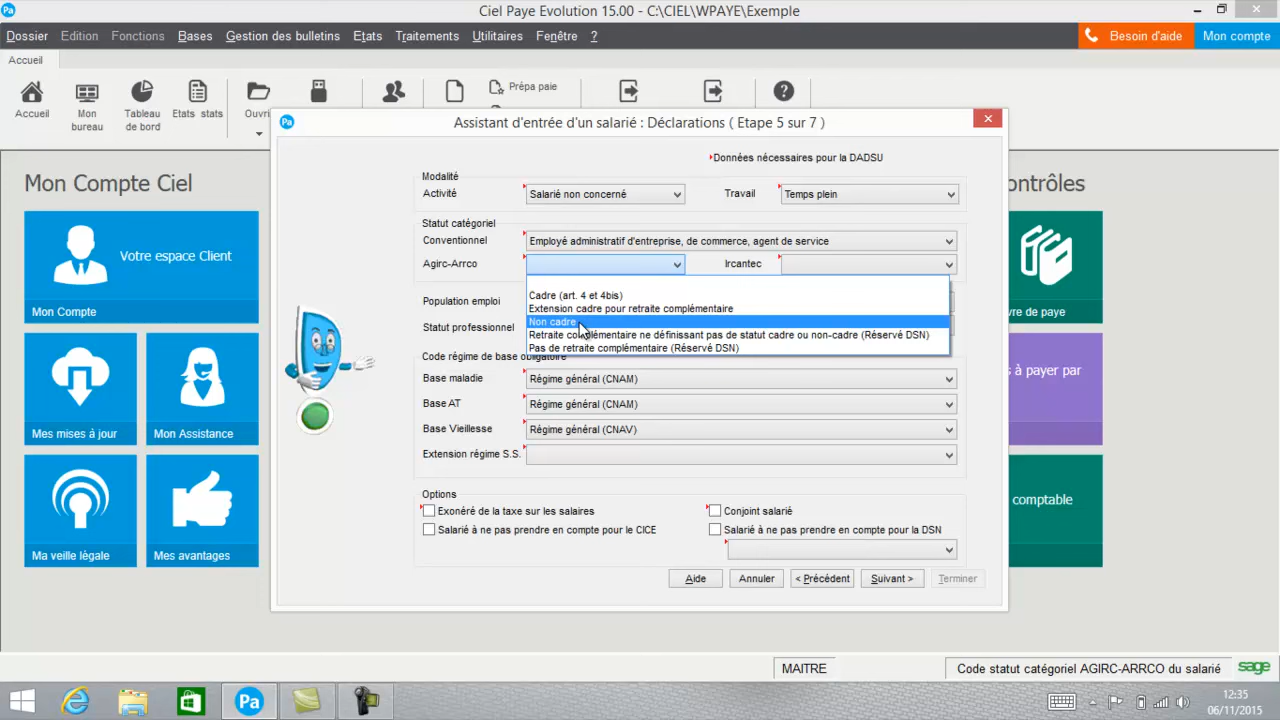 Pa Ciel Paye Evolution 15.00 - C:\CIEL\WPAYE\Exemple
Dossier Edition Fonctions Bases Gestion des bulletins Etats Traitements Utilitaires Fenêtre ? Besoin d'aide Mon compte
Accueil
Prépa paie
Accueil
Mon bureau
Tableau de bord
Etats stats
Ouvri
Pa Assistant d'entrée d'un salarié : Déclarations ( Etape 5 sur 7 )
Données nécessaires pour la DADSU
Mon Compte Ciel
ontrôles
Modalité
Activité Salarié non concerné Travail Temps plein
Statut catégoriel
Conventionnel Employé administratif d'entreprise, de commerce, agent de service
Agirc-Arrco Ircantec
Cadre (art. 4 et 4bis)
Extension cadre pour retraite complémentaire
Non cadre
Retraite complémentaire ne définissant pas de statut cadre ou non-cadre (Réservé DSN)
Pas de retraite complémentaire (Réservé DSN)
Population emploi
Statut professionnel
Code régime de base obligatoire
Base maladie Régime général (CNAM)
Base AT Régime général (CNAM)
Base Vieillesse Régime général (CNAV)
Extension régime S.S.
Options
Exonéré de la taxe sur les salaires Conjoint salarié
Salarié à ne pas prendre en compte pour le CICE Salarié à ne pas prendre en compte pour la DSN
Aide Annuler < Précédent Suivant > Terminer
Votre espace Client
Mon Compte
Mes mises à jour
Mon Assistance
Ma veille légale
Mes avantages
vre de paye
s à payer par
comptable
MAITRE Code statut catégoriel AGIRC-ARRCO du salarié sage
Pa
12:35
06/11/2015